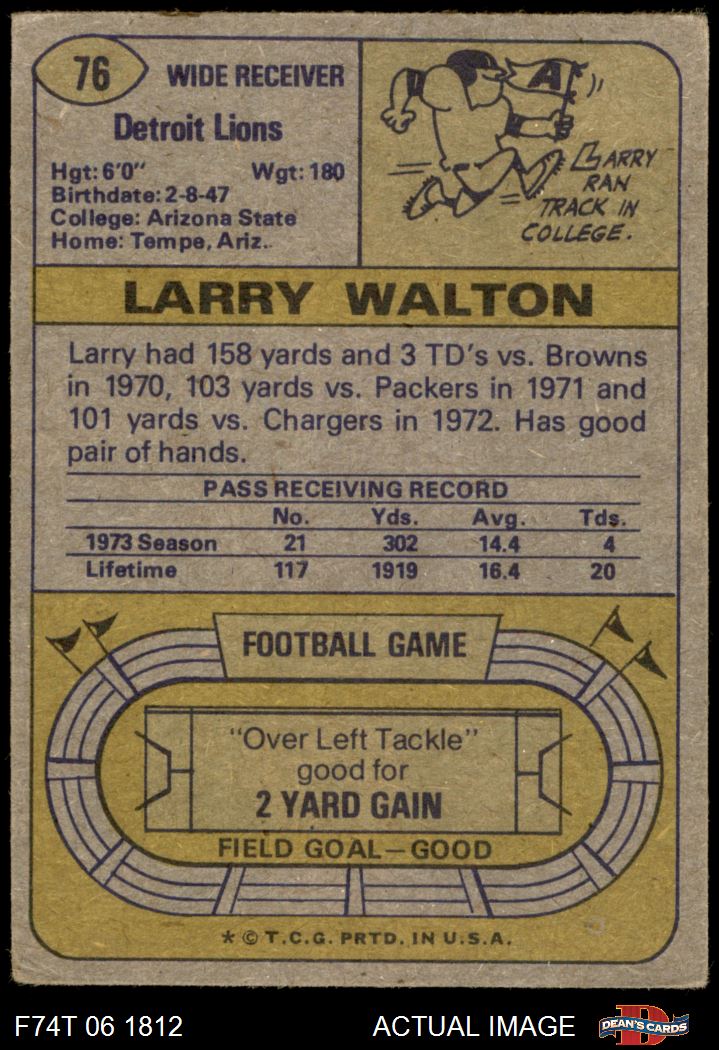 76
WIDE RECEIVER
Detroit Lions
Hgt: 6'0" Wgt: 180
Birthdate: 2-8-47
College: Arizona State
Home: Tempe, Ariz.
A
LARRY
RAN
TRACK IN
COLLEGE.
LARRY WALTON
Larry had 158 yards and 3 TD's vs. Browns
in 1970, 103 yards vs. Packers in 1971 and
101 yards vs. Chargers in 1972. Has good
pair of hands.
PASS RECEIVING RECORD
No. Yds. Avg. Tds.
1973 Season 21 302 14.4 4
Lifetime 117 1919 16.4 20
FOOTBALL GAME
"Over Left Tackle"
good for
2 YARD GAIN
FIELD GOAL—GOOD
* © T.C.G. PRTD. IN U.S.A.
F74T 06 1812 ACTUAL IMAGE D DEAN'S CARDS